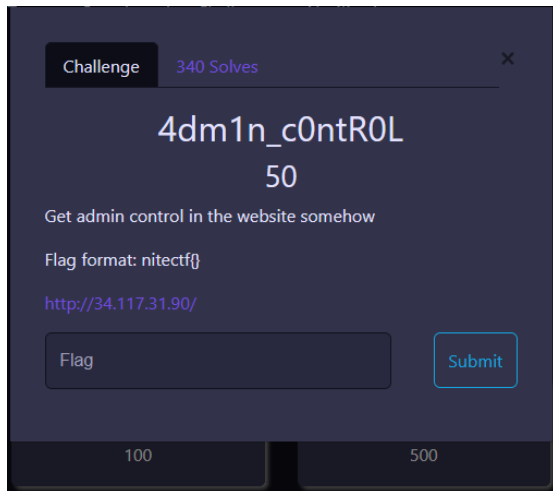 Challenge
340 Solves
×
4dm1n_c0ntR0L
50
Get admin control in the website somehow
Flag format: nitectf{}
http://34.117.31.90/
Flag
Submit
100
500